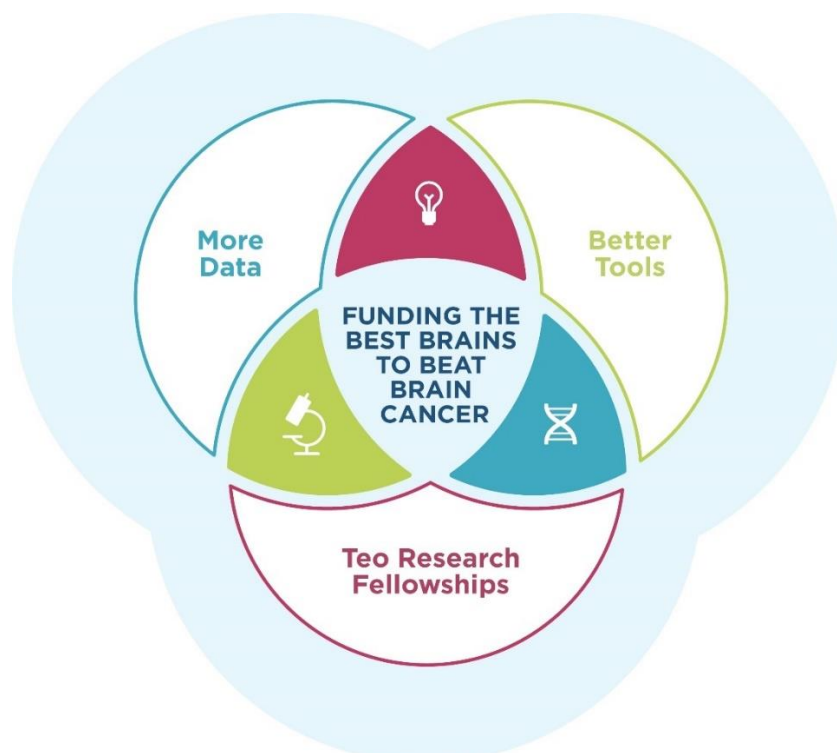 More
Data
Better
Tools
FUNDING THE
BEST BRAINS
TO BEAT
BRAIN
CANCER
Teo Research
Fellowships